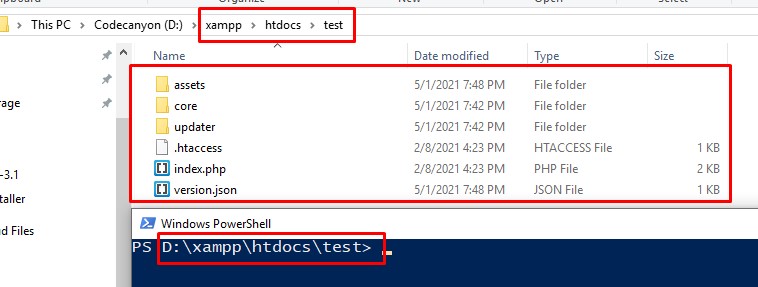 This PC > Codecanyon (D:) > xampp > htdocs > test
Name Date modified Type Size
assets 5/1/2021 7:48 PM File folder
core 5/1/2021 7:42 PM File folder
updater 5/1/2021 7:42 PM File folder
.htaccess 2/8/2021 4:23 PM HTACCESS File 1 KB
index.php 2/8/2021 4:23 PM PHP File 2 KB
version.json 5/1/2021 7:48 PM JSON File 1 KB
-3.1
Windows PowerShell
PS D:\xampp\htdocs\test> _